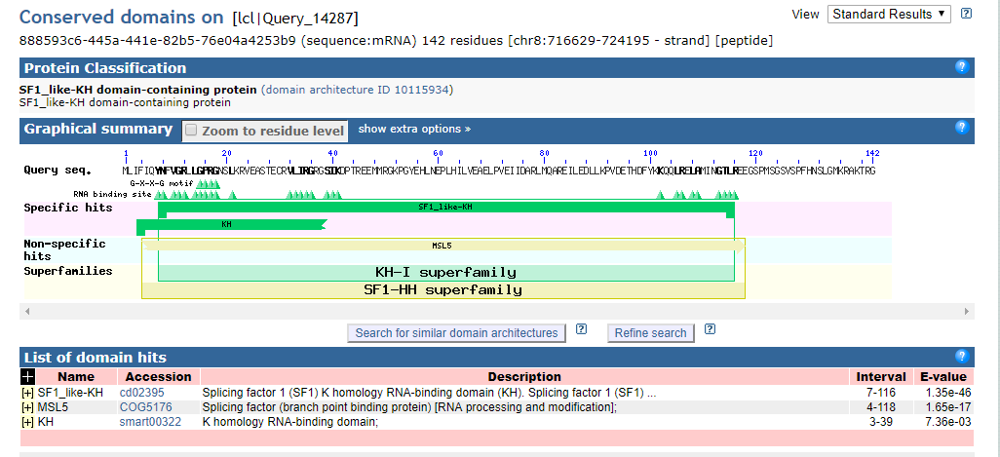 Conserved domains on [lcl|Query_14287]
View Standard Results ▼ ?
888593c6-445a-441e-82b5-76e04a4253b9 (sequence:mRNA) 142 residues [chr8:716629-724195 - strand] [peptide]
Protein Classification ?
SF1_like-KH domain-containing protein (domain architecture ID 10115934)
SF1_like-KH domain-containing protein
Graphical summary Zoom to residue level show extra options » ?
1 20 40 60 80 100 120 142
Query seq. MLIFIQYYNFVGRLLGPRGNSLKRVEASTECRVLIRGRGSIKDPTREEMMRGKPGYEHLNEPLHILVEAELPVEIIDARLMQAREILEDLLKPVDETHDFYKKQQLRELAMINGTLREEGSPMSGSVSPFHNSLGMKRAKTRG
G-X-X-G motif
RNA binding site
Specific hits SF1_like-KH
KH
Non-specific hits MSL5
Superfamilies KH-I superfamily
SF1-HH superfamily
Search for similar domain architectures ? Refine search ?
List of domain hits ?
+ Name Accession Description Interval E-value
[+] SF1_like-KH cd02395 Splicing factor 1 (SF1) K homology RNA-binding domain (KH). Splicing factor 1 (SF1) ... 7-116 1.35e-46
[+] MSL5 COG5176 Splicing factor (branch point binding protein) [RNA processing and modification]; 4-118 1.65e-17
[+] KH smart00322 K homology RNA-binding domain; 3-39 7.36e-03